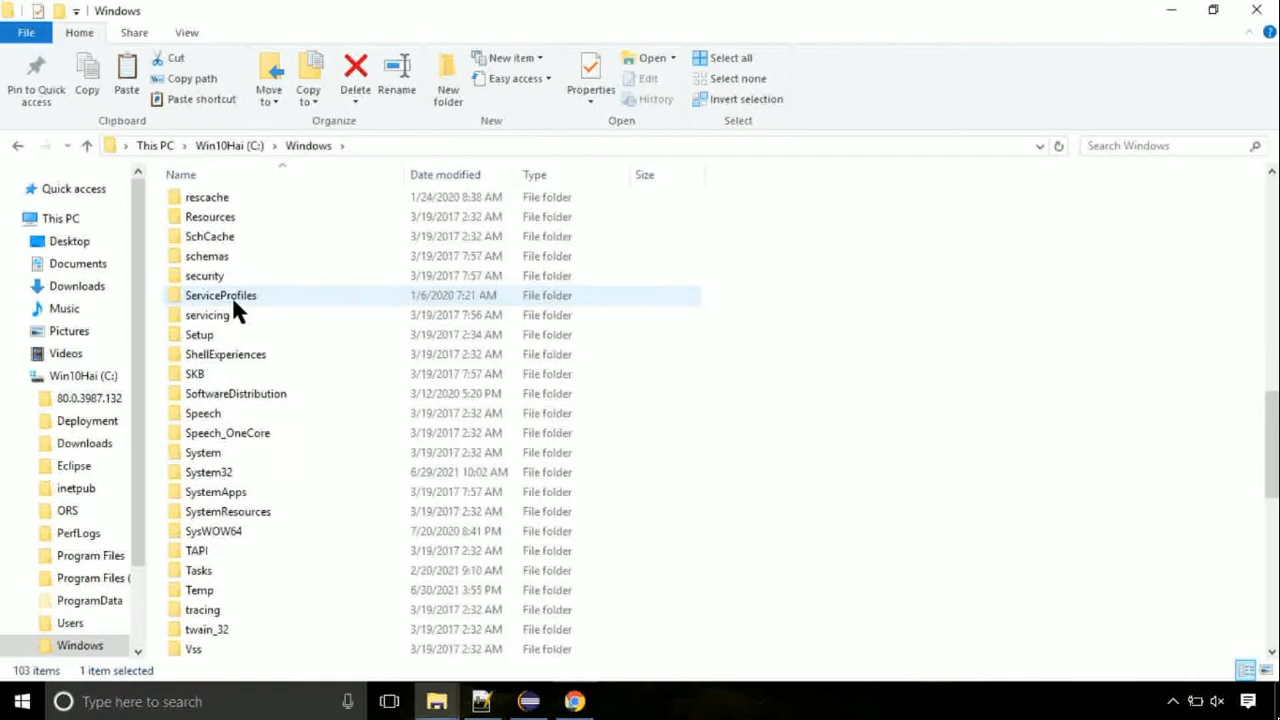 Windows
File Home Share View
Pin to Quick access
Copy
Paste
Cut
Copy path
Paste shortcut
Clipboard
Move to
Copy to
Delete
Rename
Organize
New folder
New item
Easy access
New
Properties
Open
Edit
History
Open
Select all
Select none
Invert selection
Select
This PC › Win10Hai (C:) › Windows ›
Search Windows
Quick access
This PC
Desktop
Documents
Downloads
Music
Pictures
Videos
Win10Hai (C:)
80.0.3987.132
Deployment
Downloads
Eclipse
inetpub
ORS
PerfLogs
Program Files
Program Files (
ProgramData
Users
Windows
Name Date modified Type Size
rescache 1/24/2020 8:38 AM File folder
Resources 3/19/2017 2:32 AM File folder
SchCache 3/19/2017 2:32 AM File folder
schemas 3/19/2017 7:57 AM File folder
security 3/19/2017 7:57 AM File folder
ServiceProfiles 1/6/2020 7:21 AM File folder
servicing 3/19/2017 7:56 AM File folder
Setup 3/19/2017 2:34 AM File folder
ShellExperiences 3/19/2017 2:32 AM File folder
SKB 3/19/2017 7:57 AM File folder
SoftwareDistribution 3/12/2020 5:20 PM File folder
Speech 3/19/2017 2:32 AM File folder
Speech_OneCore 3/19/2017 2:32 AM File folder
System 3/19/2017 2:32 AM File folder
System32 6/29/2021 10:02 AM File folder
SystemApps 3/19/2017 7:57 AM File folder
SystemResources 3/19/2017 2:32 AM File folder
SysWOW64 7/20/2020 8:41 PM File folder
TAPI 3/19/2017 2:32 AM File folder
Tasks 2/20/2021 9:10 AM File folder
Temp 6/30/2021 3:55 PM File folder
tracing 3/19/2017 2:32 AM File folder
twain_32 3/19/2017 2:32 AM File folder
Vss 3/19/2017 2:32 AM File folder
103 items 1 item selected
Type here to search